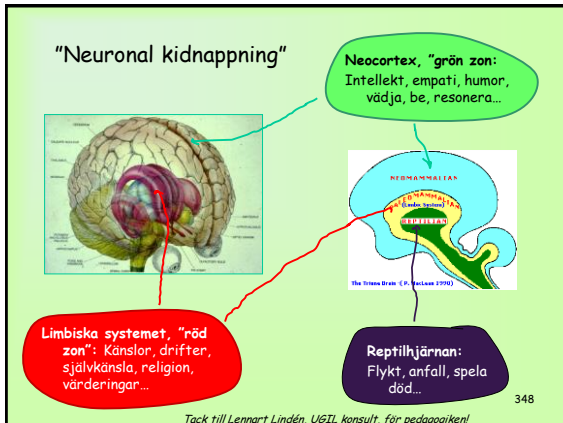 ”Neuronal kidnappning”
Neocortex, ”grön zon:
Intellekt, empati, humor,
vädja, be, resonera…
NEOMAMMALIAN
PALEOMAMMALIAN
(Limbic System)
REPTILIAN
The Triune Brain (P. MacLean 1990)
Limbiska systemet, ”röd
zon”: Känslor, drifter,
självkänsla, religion,
värderingar…
Reptilhjärnan:
Flykt, anfall, spela
död…
348
Tack till Lennart Lindén, UGIL konsult, för pedagogiken!